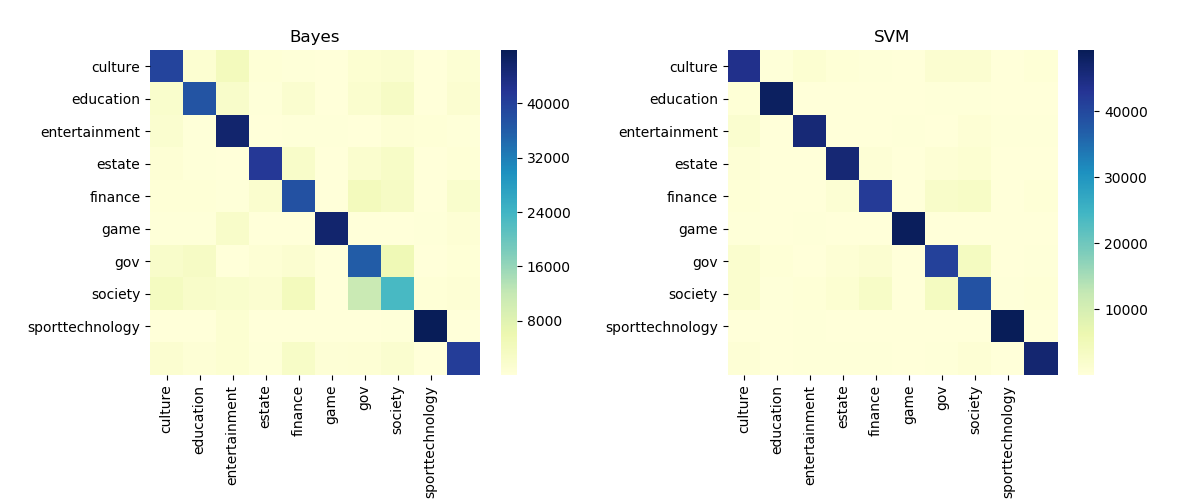 Bayes
culture
education
entertainment
estate
finance
game
gov
society
sporttechnology
culture
education
entertainment
estate
finance
game
gov
society
sporttechnology
40000
32000
24000
16000
8000
SVM
culture
education
entertainment
estate
finance
game
gov
society
sporttechnology
culture
education
entertainment
estate
finance
game
gov
society
sporttechnology
40000
30000
20000
10000